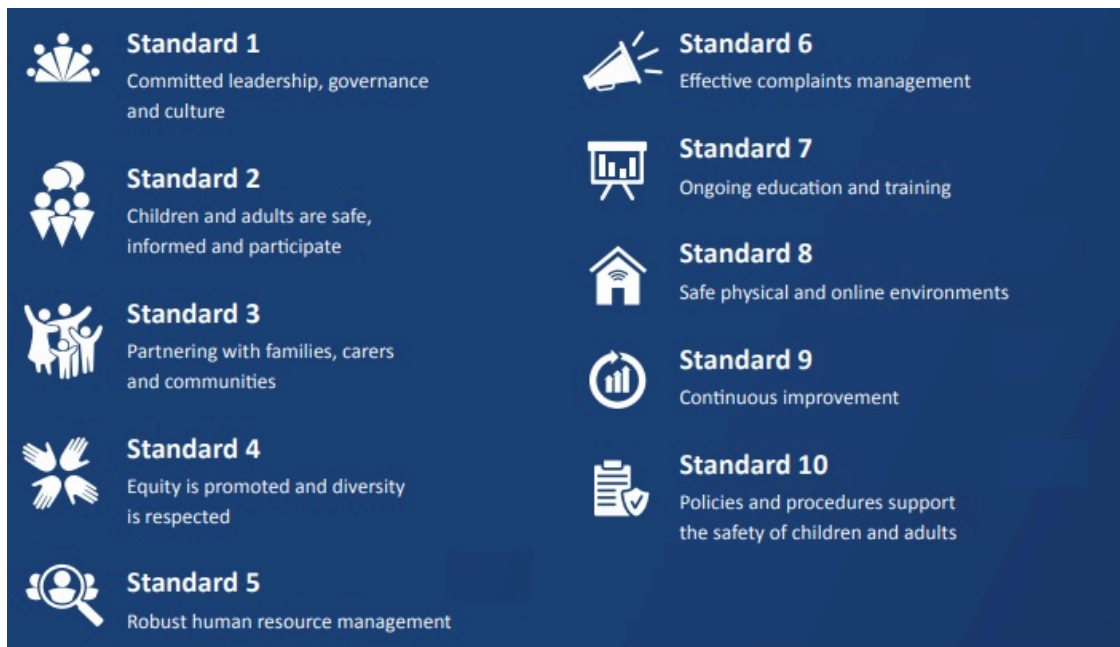 Standard 1
Committed leadership, governance
and culture
Standard 2
Children and adults are safe,
informed and participate
Standard 3
Partnering with families, carers
and communities
Standard 4
Equity is promoted and diversity
is respected
Standard 5
Robust human resource management
Standard 6
Effective complaints management
Standard 7
Ongoing education and training
Standard 8
Safe physical and online environments
Standard 9
Continuous improvement
Standard 10
Policies and procedures support
the safety of children and adults